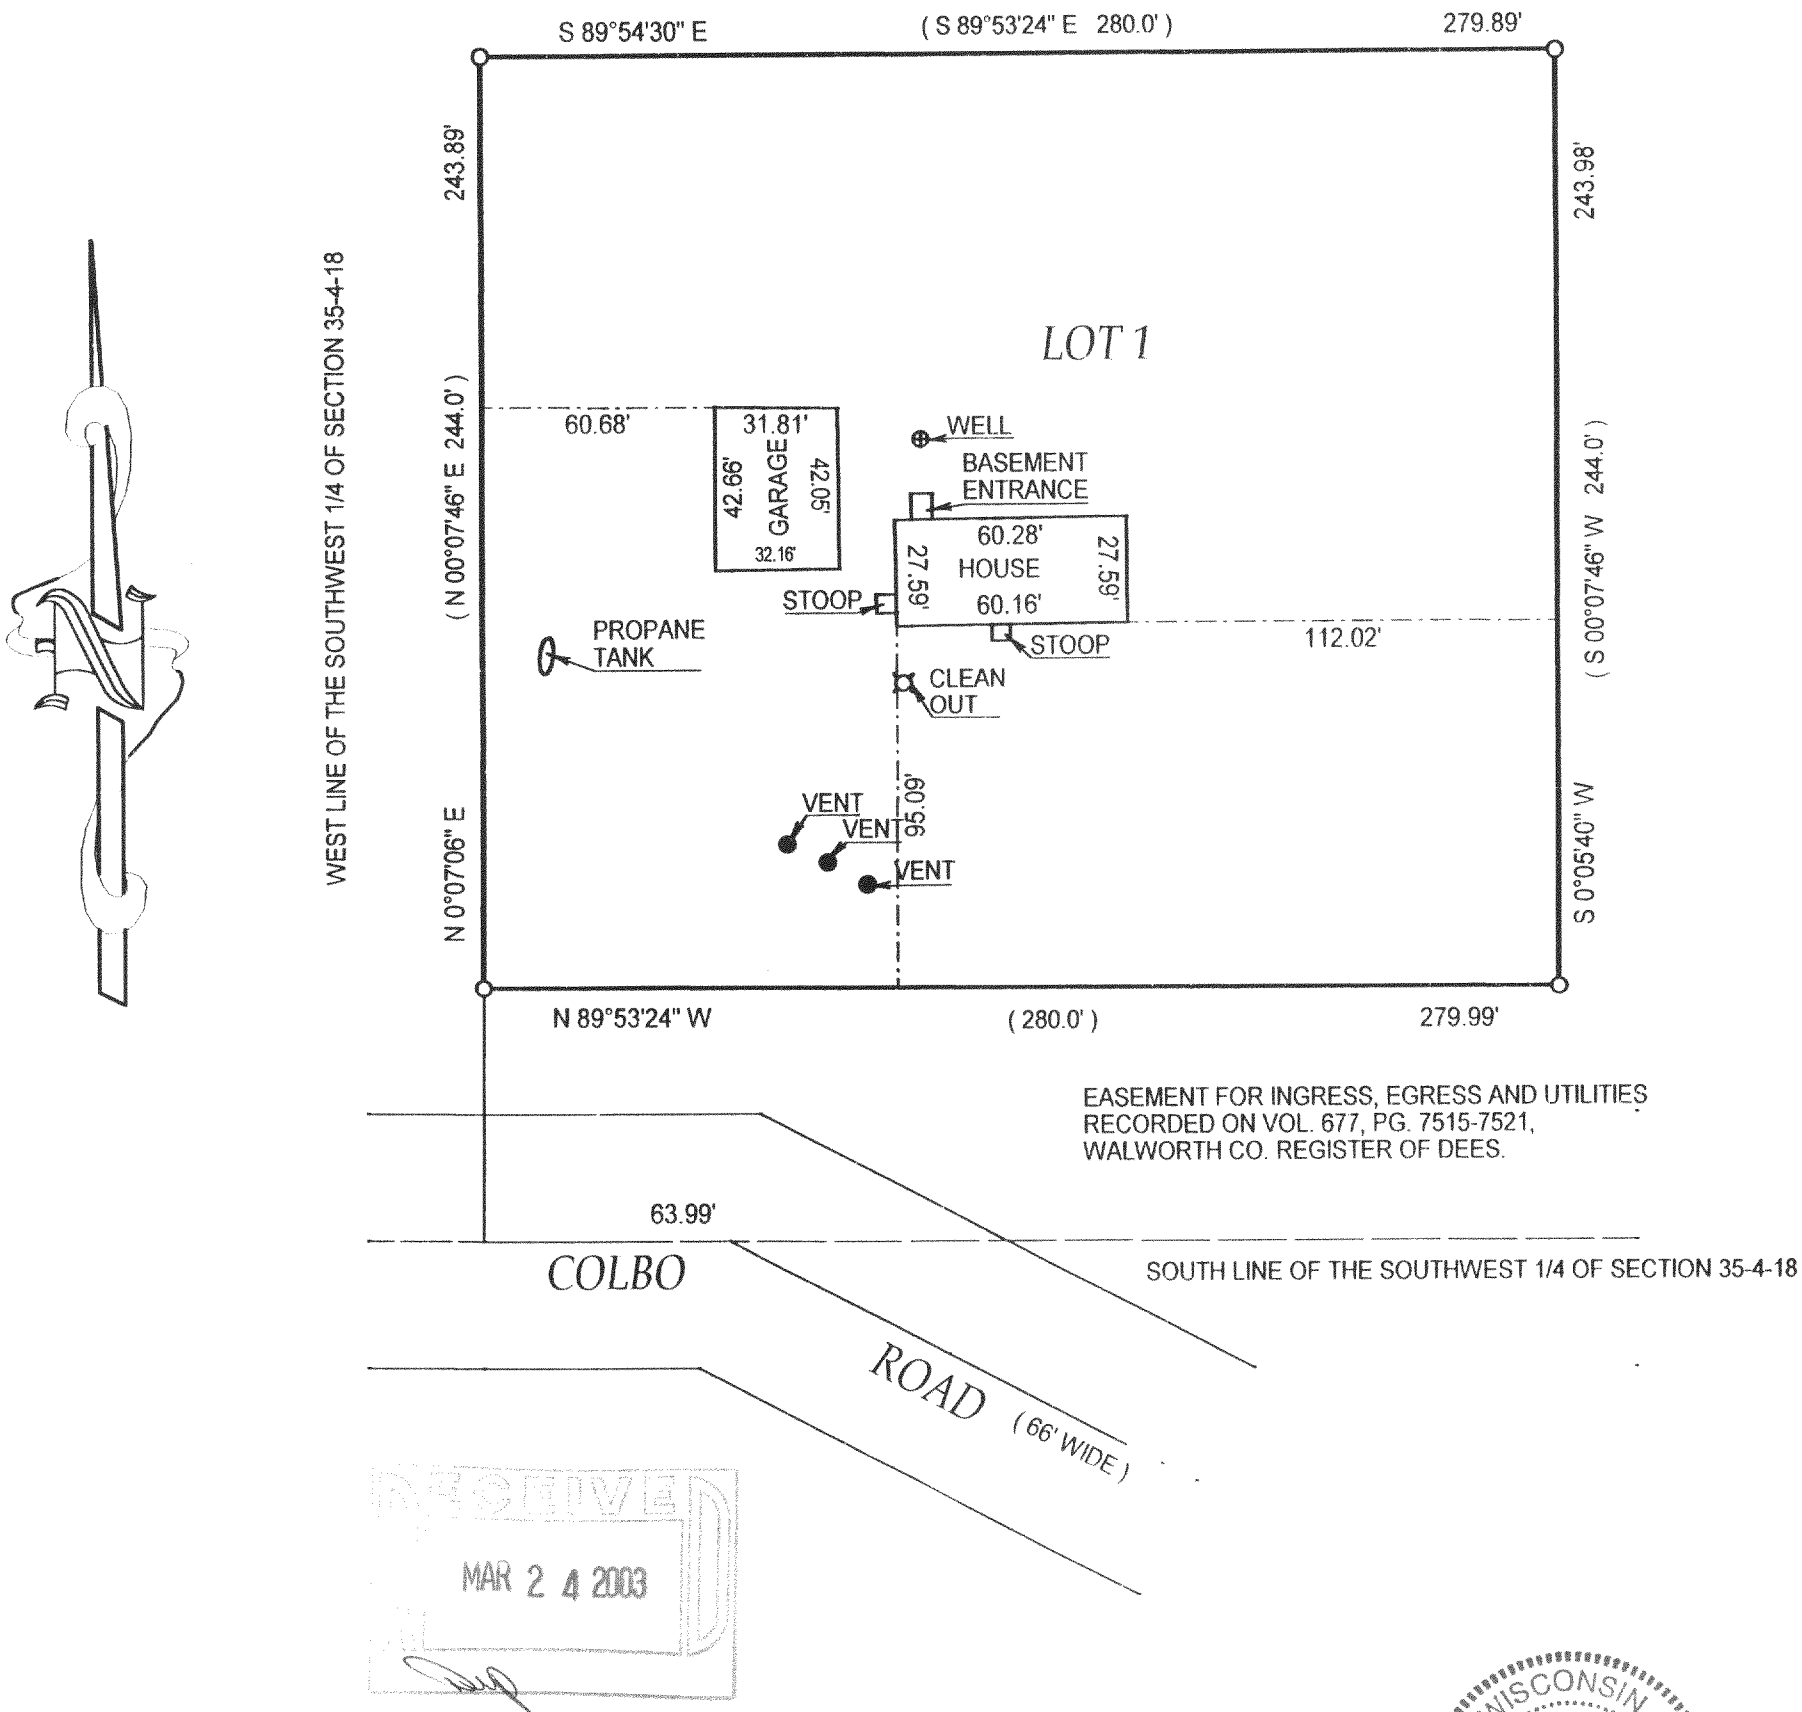 S 89°54'30" E
( S 89°53'24" E 280.0' )
279.89'
243.89'
( N 00°07'46" E 244.0' )
N 0°07'06" E
WEST LINE OF THE SOUTHWEST 1/4 OF SECTION 35-4-18
243.98'
( S 00°07'46" W 244.0' )
S 0°05'40" W
LOT 1
60.68'
31.81'
42.66'
GARAGE
42.05'
32.16'
WELL
BASEMENT
ENTRANCE
60.28'
27.59'
HOUSE
27.59'
60.16'
STOOP
STOOP
112.02'
PROPANE
TANK
CLEAN
OUT
95.09'
VENT
VENT
VENT
N 89°53'24" W
( 280.0' )
279.99'
EASEMENT FOR INGRESS, EGRESS AND UTILITIES
RECORDED ON VOL. 677, PG. 7515-7521,
WALWORTH CO. REGISTER OF DEES.
63.99'
COLBO
SOUTH LINE OF THE SOUTHWEST 1/4 OF SECTION 35-4-18
ROAD
( 66' WIDE )
RECEIVED
MAR 2 4 2003
WISCONSIN